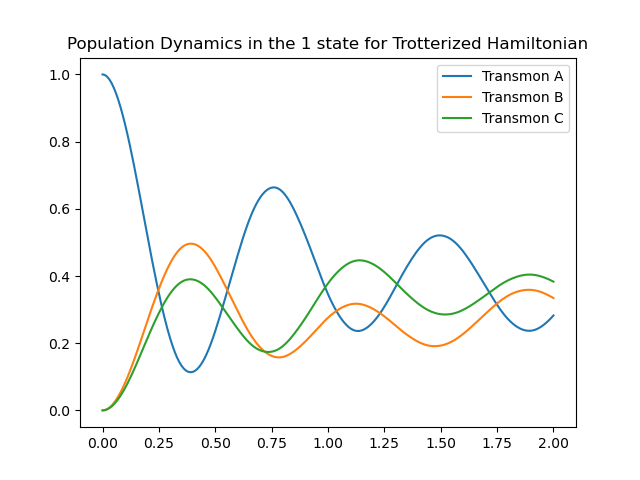 Population Dynamics in the 1 state for Trotterized Hamiltonian
Transmon A
Transmon B
Transmon C
1.0
0.8
0.6
0.4
0.2
0.0
0.00 0.25 0.50 0.75 1.00 1.25 1.50 1.75 2.00